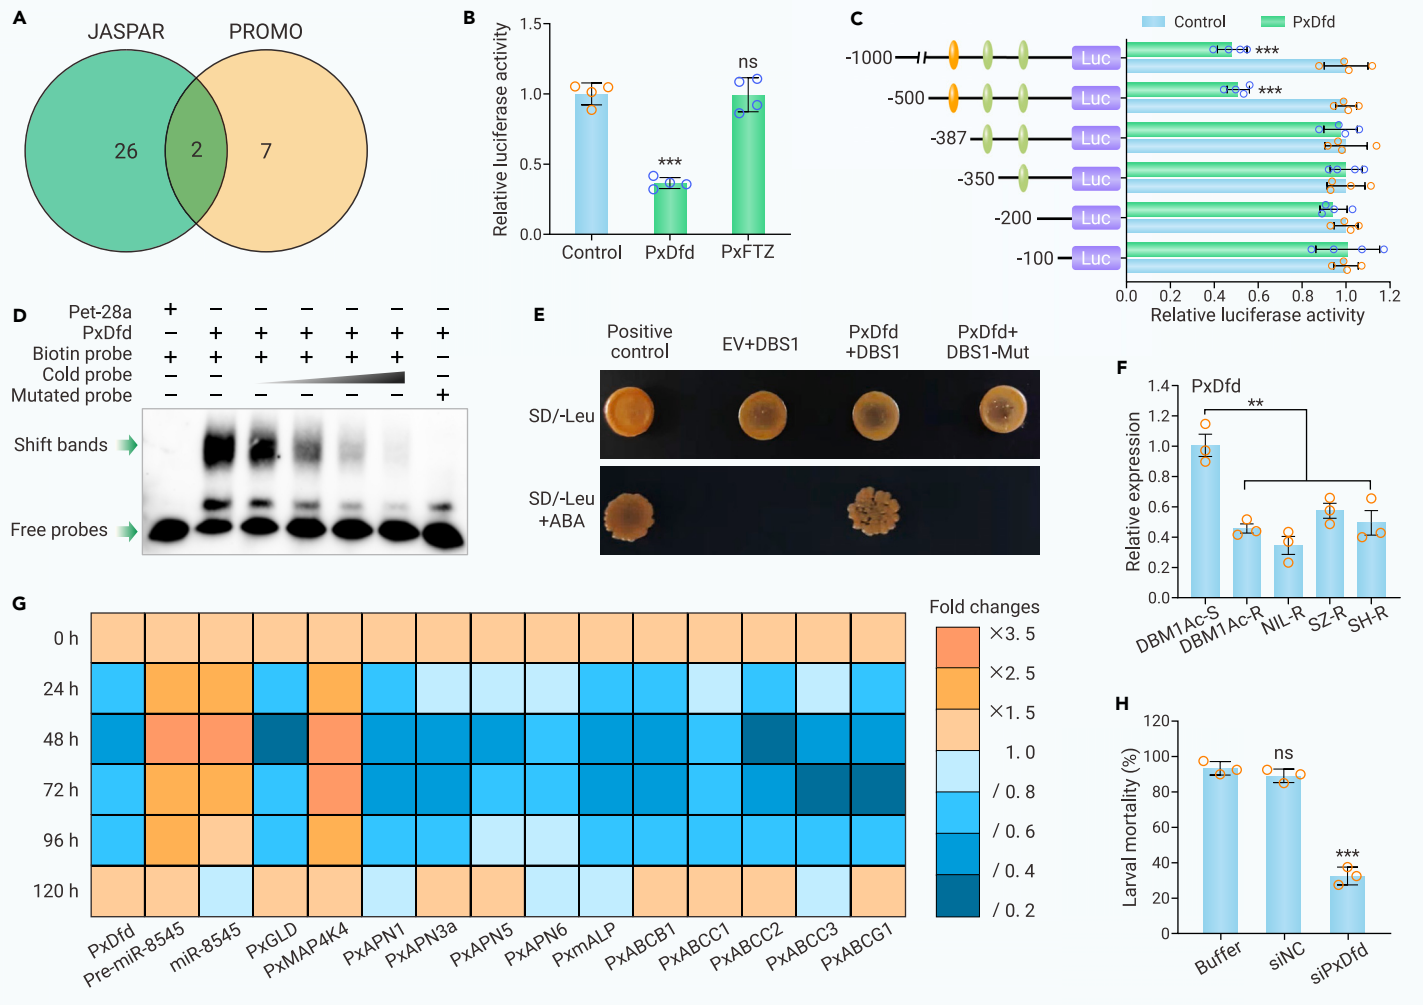 A
JASPAR
PROMO
26
2
7
B
Relative luciferase activity
1.5
1.0
0.5
0.0
***
ns
Control
PxDfd
PxFTZ
C
Control
PxDfd
-1000
Luc
***
-500
Luc
***
-387
Luc
-350
Luc
-200
Luc
-100
Luc
0.0
0.2
0.4
0.6
0.8
1.0
1.2
Relative luciferase activity
D
Pet-28a + − − − − − −
PxDfd − + + + + + +
Biotin probe + + + + + + −
Cold probe − − −
Mutated probe − − − − − − +
Shift bands
Free probes
E
Positive
control
EV+DBS1
PxDfd
+DBS1
PxDfd+
DBS1-Mut
SD/-Leu
SD/-Leu
+ABA
F
PxDfd
**
Relative expression
1.4
1.2
1.0
0.8
0.6
0.4
0.2
0.0
DBM1Ac-S
DBM1Ac-R
NIL-R
SZ-R
SH-R
G
0 h
24 h
48 h
72 h
96 h
120 h
PxDfd
Pre-miR-8545
miR-8545
PxGLD
PxMAP4K4
PxAPN1
PxAPN3a
PxAPN5
PxAPN6
PxmALP
PxABCB1
PxABCC1
PxABCC2
PxABCC3
PxABCG1
Fold changes
×3.5
×2.5
×1.5
1.0
/ 0.8
/ 0.6
/ 0.4
/ 0.2
H
Larval mortality (%)
120
100
80
60
40
20
0
ns
***
Buffer
siNC
siPxDfd